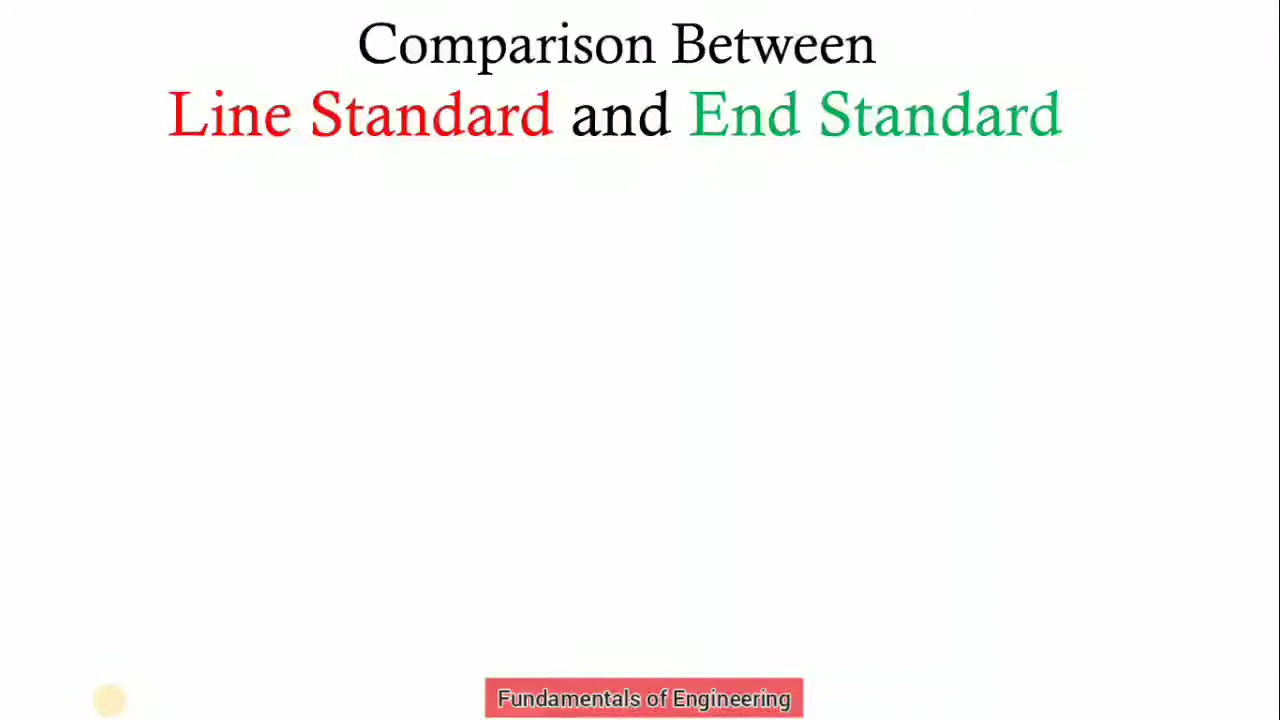 Comparison Between
Line Standard and End Standard
Fundamentals of Engineering